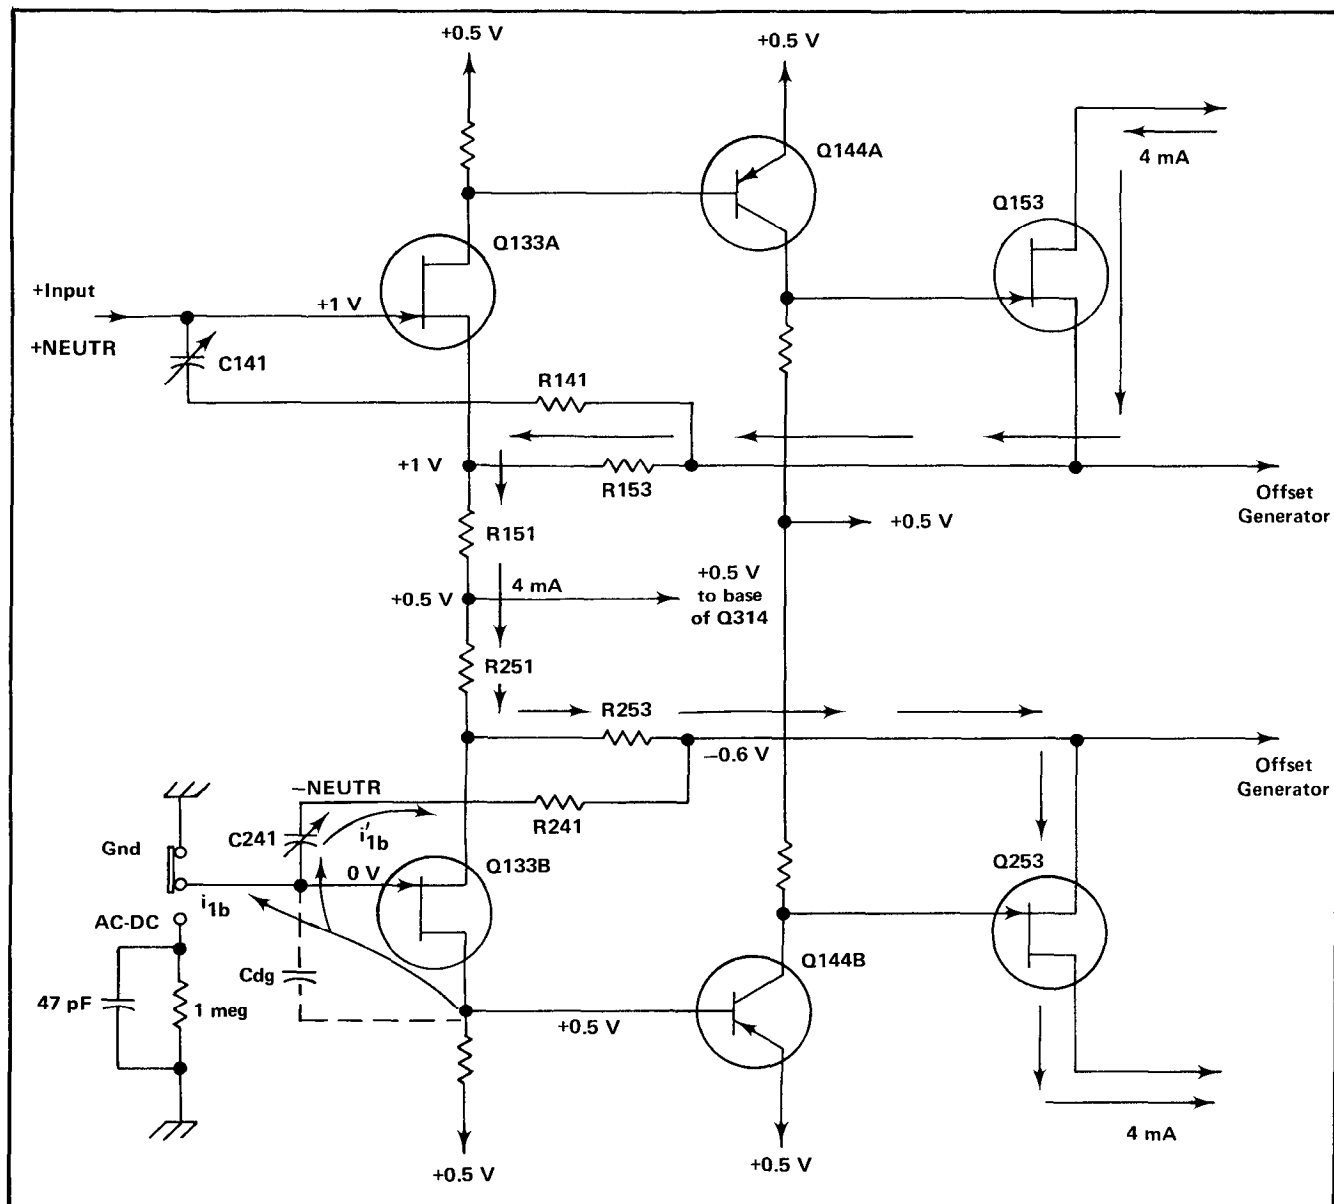 +0.5 V
+0.5 V
Q144A
4 mA
Q153
Q133A
+Input
+1 V
+NEUTR
C141
R141
+1 V
R153
Offset
Generator
R151
+0.5 V
+0.5 V
4 mA
+0.5 V
to base
of Q314
R251
R253
−0.6 V
Offset
Generator
−NEUTR
C241
i'1b
R241
Gnd
0 V
Q133B
Q253
i1b
AC-DC
Cdg
Q144B
47 pF
1 meg
+0.5 V
4 mA
+0.5 V
+0.5 V